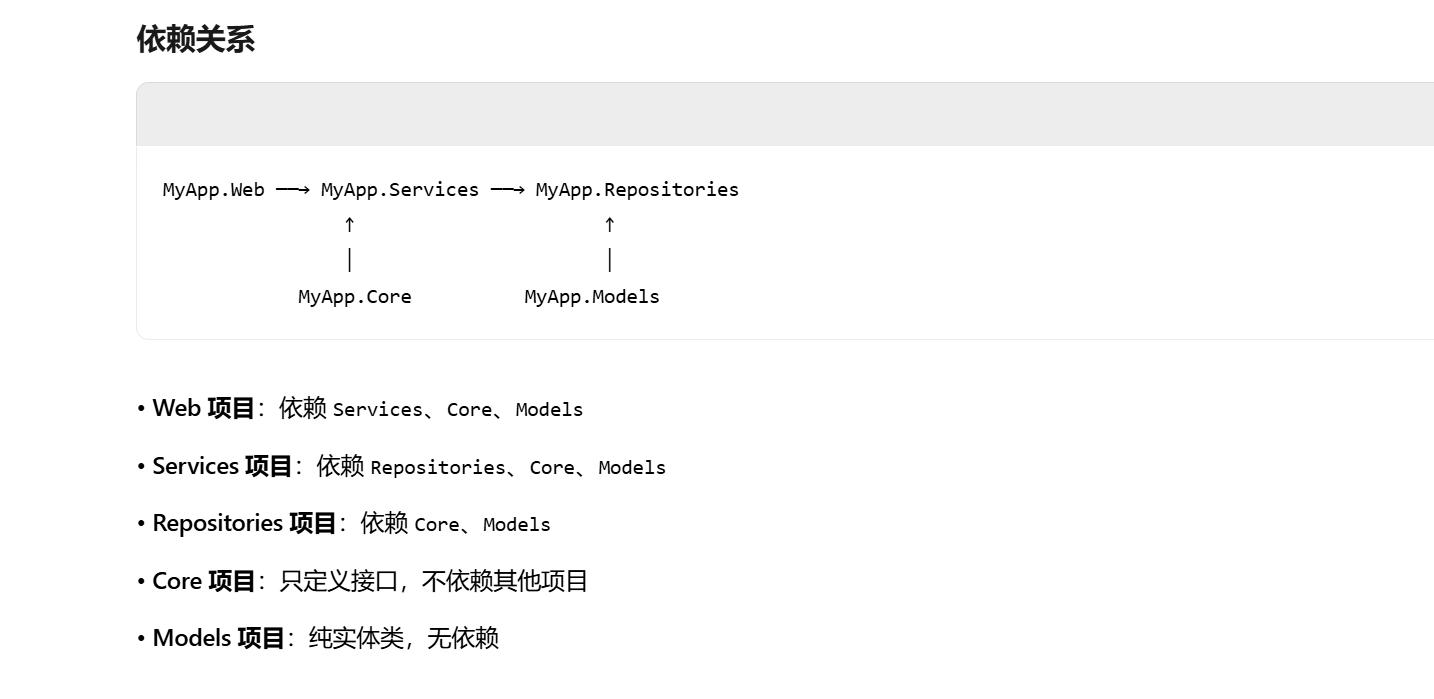 依赖关系
MyApp.Web ──→ MyApp.Services ──→ MyApp.Repositories
↑ ↑
│ │
MyApp.Core MyApp.Models
• Web 项目：依赖 Services、Core、Models
• Services 项目：依赖 Repositories、Core、Models
• Repositories 项目：依赖 Core、Models
• Core 项目：只定义接口，不依赖其他项目
• Models 项目：纯实体类，无依赖